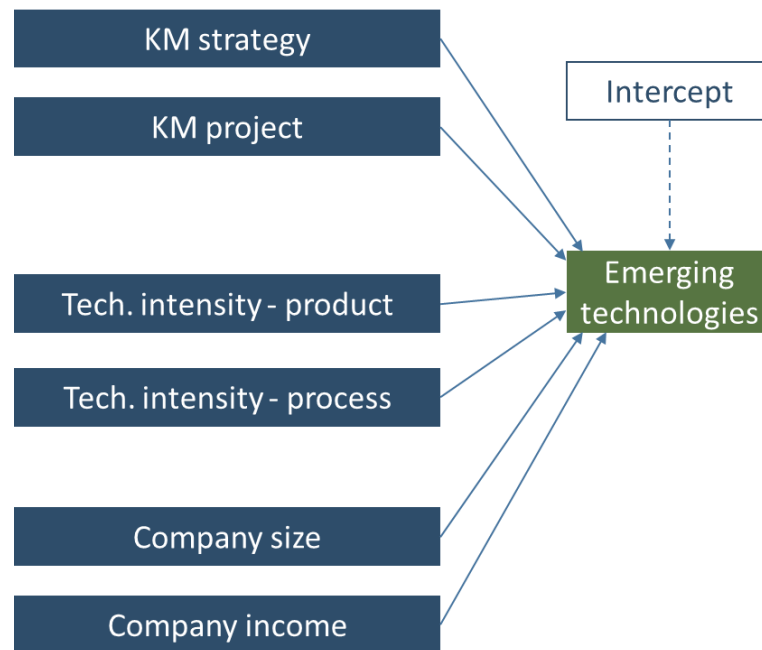 KM strategy
Intercept
KM project
Emerging
technologies
Tech. intensity - product
Tech. intensity - process
Company size
Company income